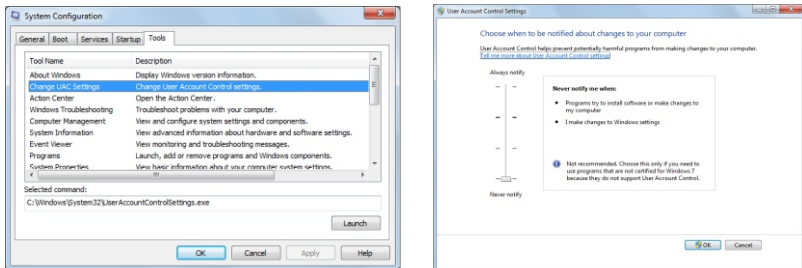 System Configuration
General Boot Services Startup Tools
Tool Name Description
About Windows Display Windows version information.
Change UAC Settings Change User Account Control settings.
Action Center Open the Action Center.
Windows Troubleshooting Troubleshoot problems with your computer.
Computer Management View and configure system settings and components.
System Information View advanced information about hardware and software settings.
Event Viewer View monitoring and troubleshooting messages.
Programs Launch, add or remove programs and Windows components.
System Properties View basic information about your computer system settings.
Selected command:
C:\Windows\System32\UserAccountControlSettings.exe
Launch
OK Cancel Apply Help
User Account Control Settings
Choose when to be notified about changes to your computer
User Account Control helps prevent potentially harmful programs from making changes to your computer.
Tell me more about User Account Control settings
Always notify
Never notify me when:
• Programs try to install software or make changes to
my computer
• I make changes to Windows settings
Not recommended. Choose this only if you need to
use programs that are not certified for Windows 7
because they do not support User Account Control.
Never notify
OK Cancel